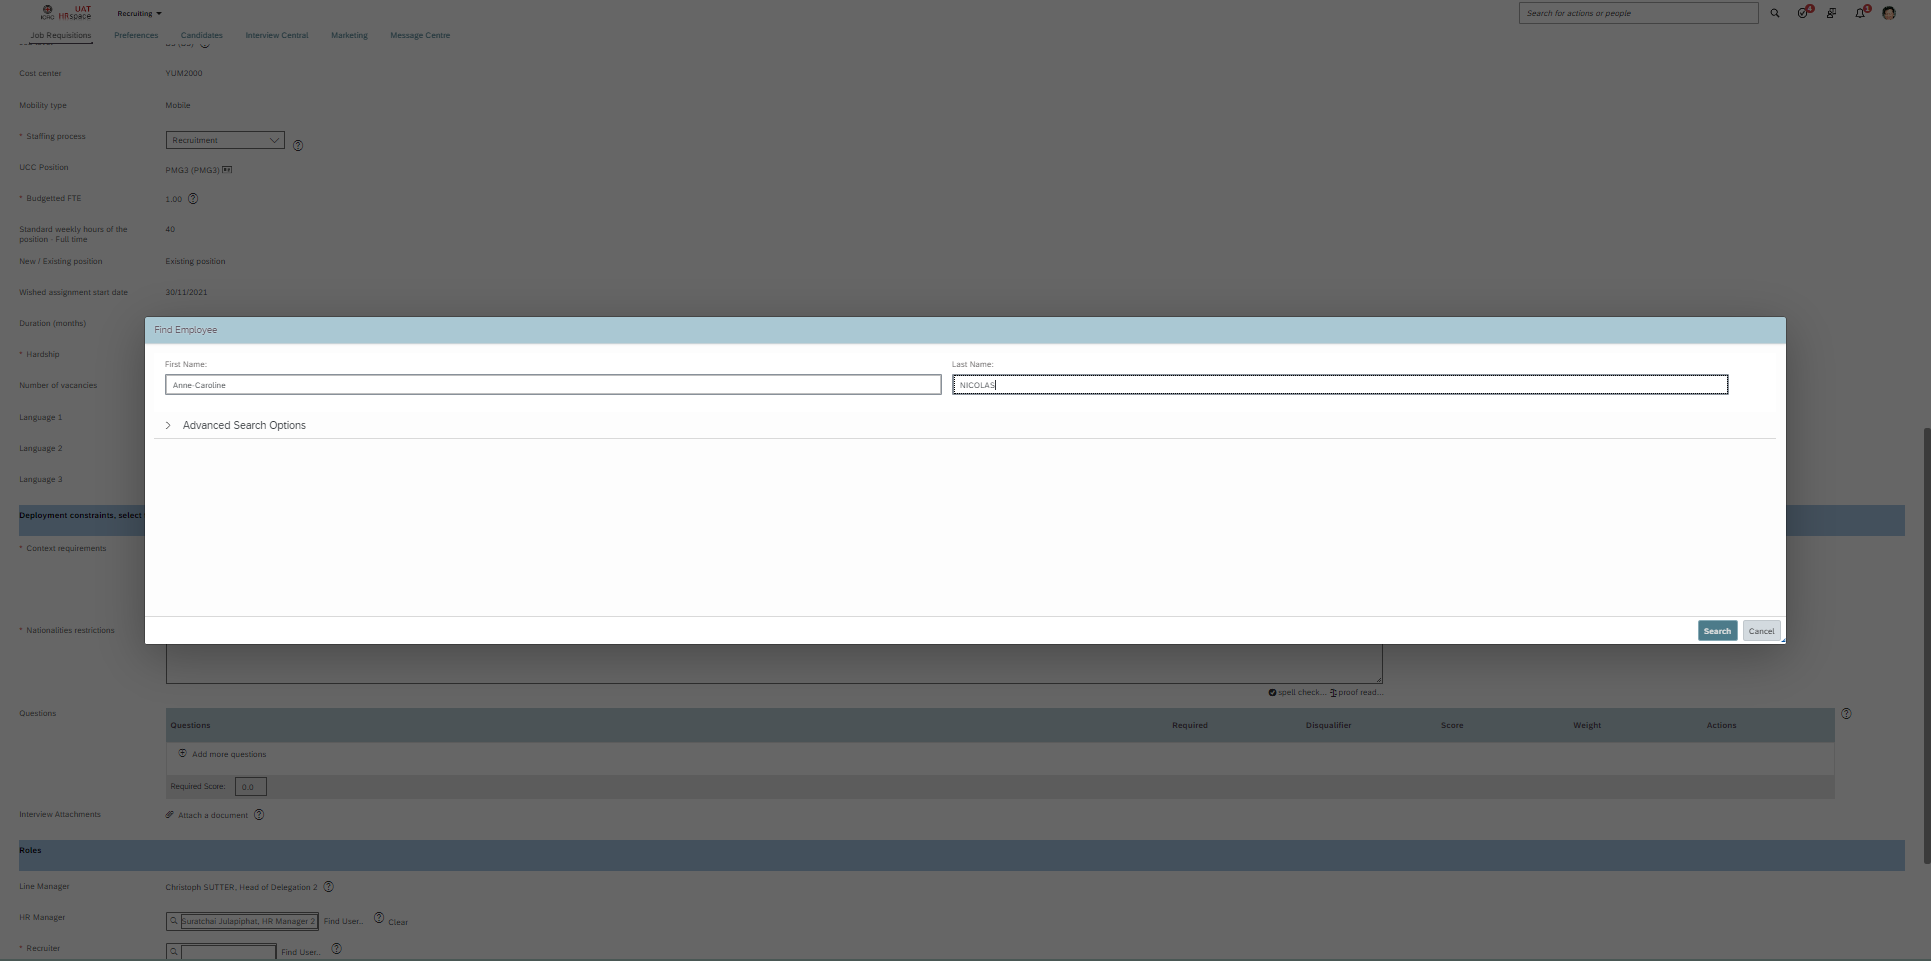 UAT
ICRC HRspace
Recruiting
Search for actions or people
4
1
Job Requisitions
Preferences
Candidates
Interview Central
Marketing
Message Centre
Cost center YUM2000
Mobility type Mobile
* Staffing process Recruitment
UCC Position PMG3 (PMG3)
* Budgetted FTE 1.00
Standard weekly hours of the
position - Full time 40
New / Existing position Existing position
Wished assignment start date 30/11/2021
Duration (months)
* Hardship
Number of vacancies
Language 1
Language 2
Language 3
Deployment constraints, select
* Context requirements
* Nationalities restrictions
Find Employee
First Name:
Anne-Caroline
Last Name:
NICOLAS
Advanced Search Options
Search Cancel
spell check... proof read...
Questions
Questions Required Disqualifier Score Weight Actions
Add more questions
Required Score: 0.0
Interview Attachments Attach a document
Roles
Line Manager Christoph SUTTER, Head of Delegation 2
HR Manager Suratchai Julapiphat, HR Manager 2 Find User... Clear
* Recruiter Find User...